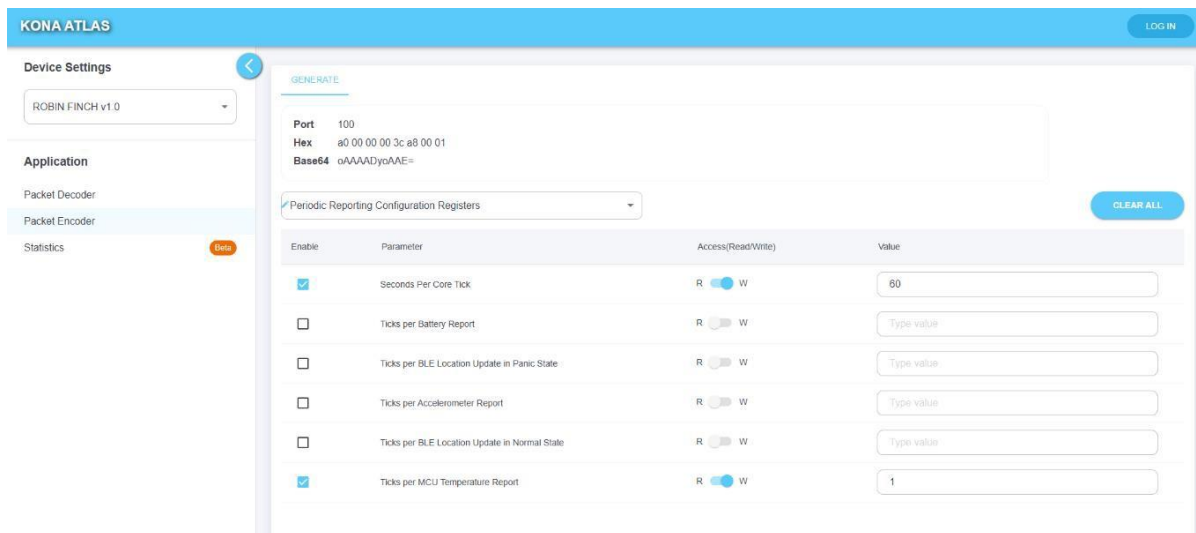 KONA ATLAS
LOG IN
Device Settings
ROBIN FINCH v1.0
Application
Packet Decoder
Packet Encoder
Statistics Beta
GENERATE
Port 100
Hex a0 00 00 00 3c a8 00 01
Base64 oAAAADyoAAE=
Periodic Reporting Configuration Registers
CLEAR ALL
Enable Parameter Access(Read/Write) Value
Seconds Per Core Tick R W 60
Ticks per Battery Report R W Type value
Ticks per BLE Location Update in Panic State R W Type value
Ticks per Accelerometer Report R W Type value
Ticks per BLE Location Update in Normal State R W Type value
Ticks per MCU Temperature Report R W 1